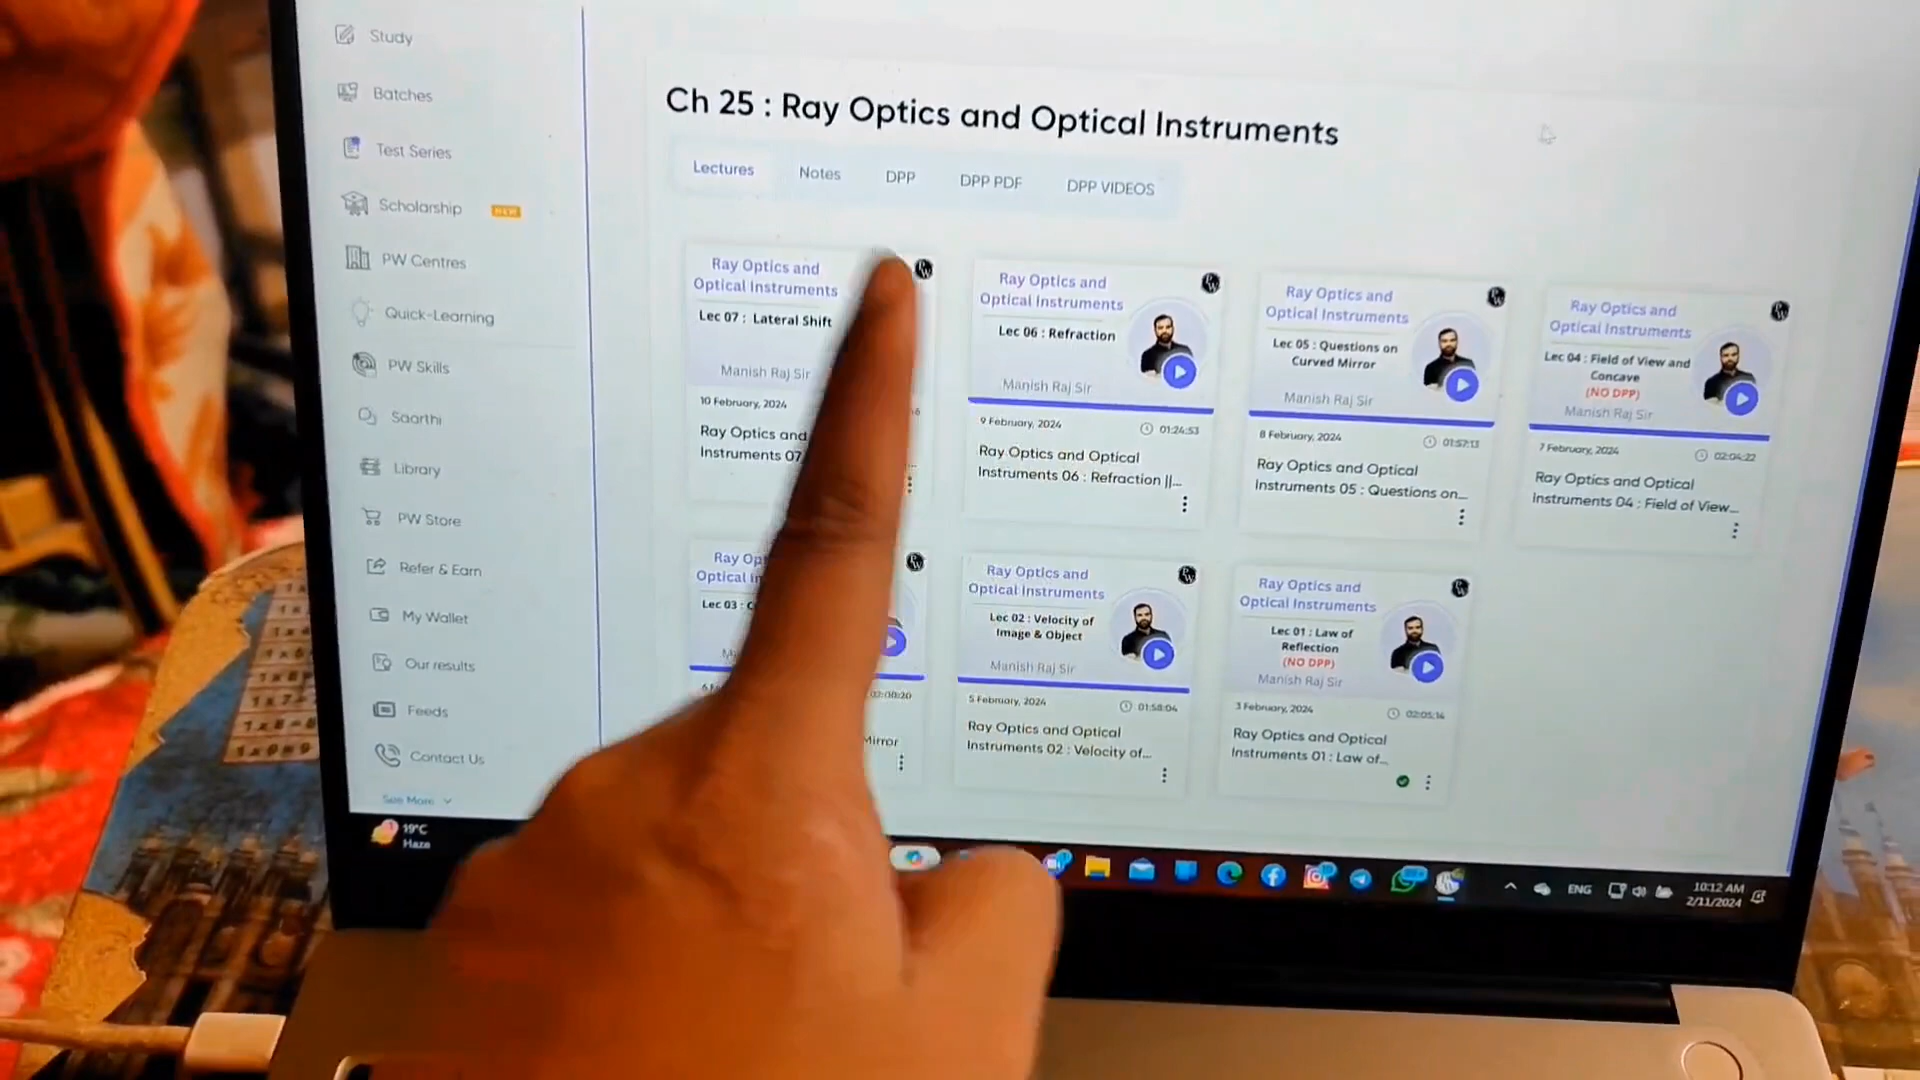 Study
Batches
Test Series
Scholarship NEW
PW Centres
Quick-Learning
PW Skills
Saarthi
Library
PW Store
Refer & Earn
My Wallet
Our results
Feeds
Contact Us
See More
19°C
Haze
Ch 25 : Ray Optics and Optical Instruments
Lectures Notes DPP DPP PDF DPP VIDEOS
Ray Optics and
Optical Instruments
Lec 07 : Lateral Shift
Manish Raj Sir
10 February, 2024
Ray Optics and
Instruments 07
Ray Optics and
Optical Instruments
Lec 06 : Refraction
Manish Raj Sir
9 February, 2024 01:24:53
Ray Optics and Optical
Instruments 06 : Refraction ||...
Ray Optics and
Optical Instruments
Lec 05 : Questions on
Curved Mirror
Manish Raj Sir
8 February, 2024 01:57:13
Ray Optics and Optical
Instruments 05 : Questions on...
Ray Optics and
Optical Instruments
Lec 04 : Field of View and
Concave
(NO DPP)
Manish Raj Sir
7 February, 2024 02:04:22
Ray Optics and Optical
Instruments 04 : Field of View...
Ray
Optical
Lec 03 :
02:00:20
Mirror
Ray Optics and
Optical Instruments
Lec 02 : Velocity of
Image & Object
Manish Raj Sir
5 February, 2024 01:58:04
Ray Optics and Optical
Instruments 02 : Velocity of...
Ray Optics and
Optical Instruments
Lec 01 : Law of
Reflection
(NO DPP)
Manish Raj Sir
3 February, 2024 02:05:14
Ray Optics and Optical
Instruments 01 : Law of...
ENG
10:12 AM
2/11/2024